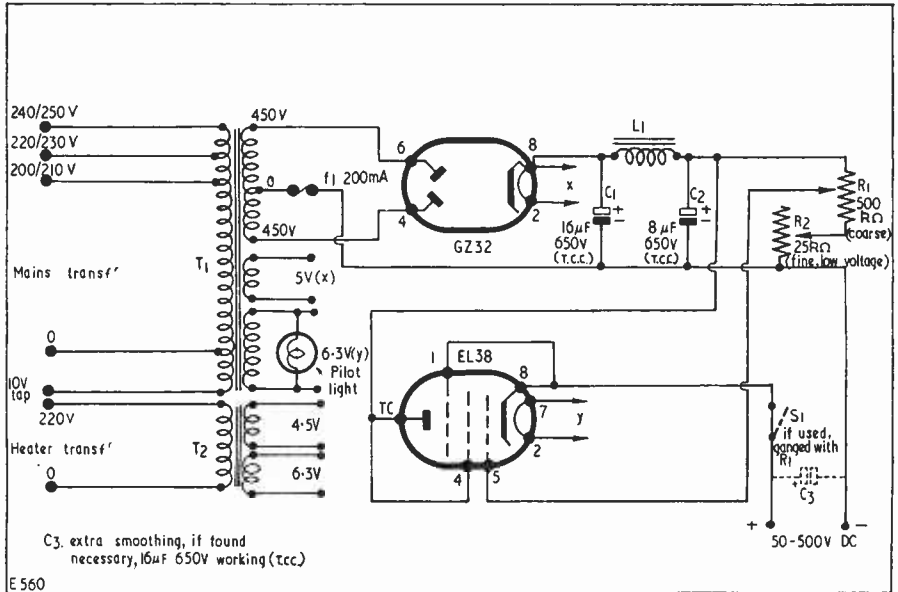 240/250 V
220/230 V
200/210 V
Mains transf'
0
10V
tap
220V
Heater transf'
0
T1
T2
450V
0
f1 200mA
450V
5V(x)
6·3V(y)
Pilot
light
4·5V
6·3V
6
4
8
2
GZ32
x
L1
C1
+
–
16µF
650V
(T.C.C.)
C2
+
–
8µF
650V
(T.C.C.)
R1
500
RΩ
(coarse)
R2
25RΩ
(fine, low voltage)
1
EL38
8
7
2
TC
4
5
y
S1
if used,
ganged with
R1
+
C3
+
–
50-500V DC
C3. extra smoothing, if found
necessary, 16µF 650V working (T.C.C.)
E560